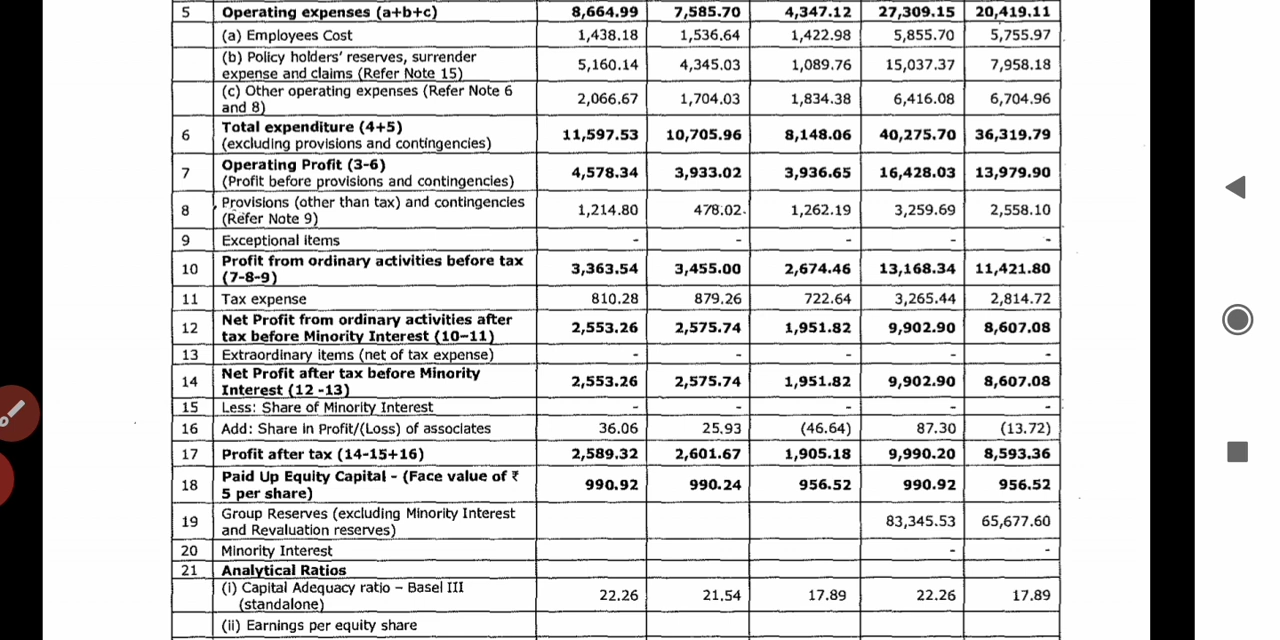 5 Operating expenses (a+b+c) 8,664.99 7,585.70 4,347.12 27,309.15 20,419.11
(a) Employees Cost 1,438.18 1,536.64 1,422.98 5,855.70 5,755.97
(b) Policy holders' reserves, surrender
expense and claims (Refer Note 15) 5,160.14 4,345.03 1,089.76 15,037.37 7,958.18
(c) Other operating expenses (Refer Note 6
and 8) 2,066.67 1,704.03 1,834.38 6,416.08 6,704.96
6 Total expenditure (4+5)
(excluding provisions and contingencies) 11,597.53 10,705.96 8,148.06 40,275.70 36,319.79
7 Operating Profit (3-6)
(Profit before provisions and contingencies) 4,578.34 3,933.02 3,936.65 16,428.03 13,979.90
8 Provisions (other than tax) and contingencies
(Refer Note 9) 1,214.80 478.02 1,262.19 3,259.69 2,558.10
9 Exceptional items - - - - -
10 Profit from ordinary activities before tax
(7-8-9) 3,363.54 3,455.00 2,674.46 13,168.34 11,421.80
11 Tax expense 810.28 879.26 722.64 3,265.44 2,814.72
12 Net Profit from ordinary activities after
tax before Minority Interest (10–11) 2,553.26 2,575.74 1,951.82 9,902.90 8,607.08
13 Extraordinary items (net of tax expense) - - - - -
14 Net Profit after tax before Minority
Interest (12 -13) 2,553.26 2,575.74 1,951.82 9,902.90 8,607.08
15 Less: Share of Minority Interest - - - - -
16 Add: Share in Profit/(Loss) of associates 36.06 25.93 (46.64) 87.30 (13.72)
17 Profit after tax (14-15+16) 2,589.32 2,601.67 1,905.18 9,990.20 8,593.36
18 Paid Up Equity Capital - (Face value of ₹
5 per share) 990.92 990.24 956.52 990.92 956.52
19 Group Reserves (excluding Minority Interest
and Revaluation reserves) 83,345.53 65,677.60
20 Minority Interest - -
21 Analytical Ratios
(i) Capital Adequacy ratio – Basel III
(standalone) 22.26 21.54 17.89 22.26 17.89
(ii) Earnings per equity share